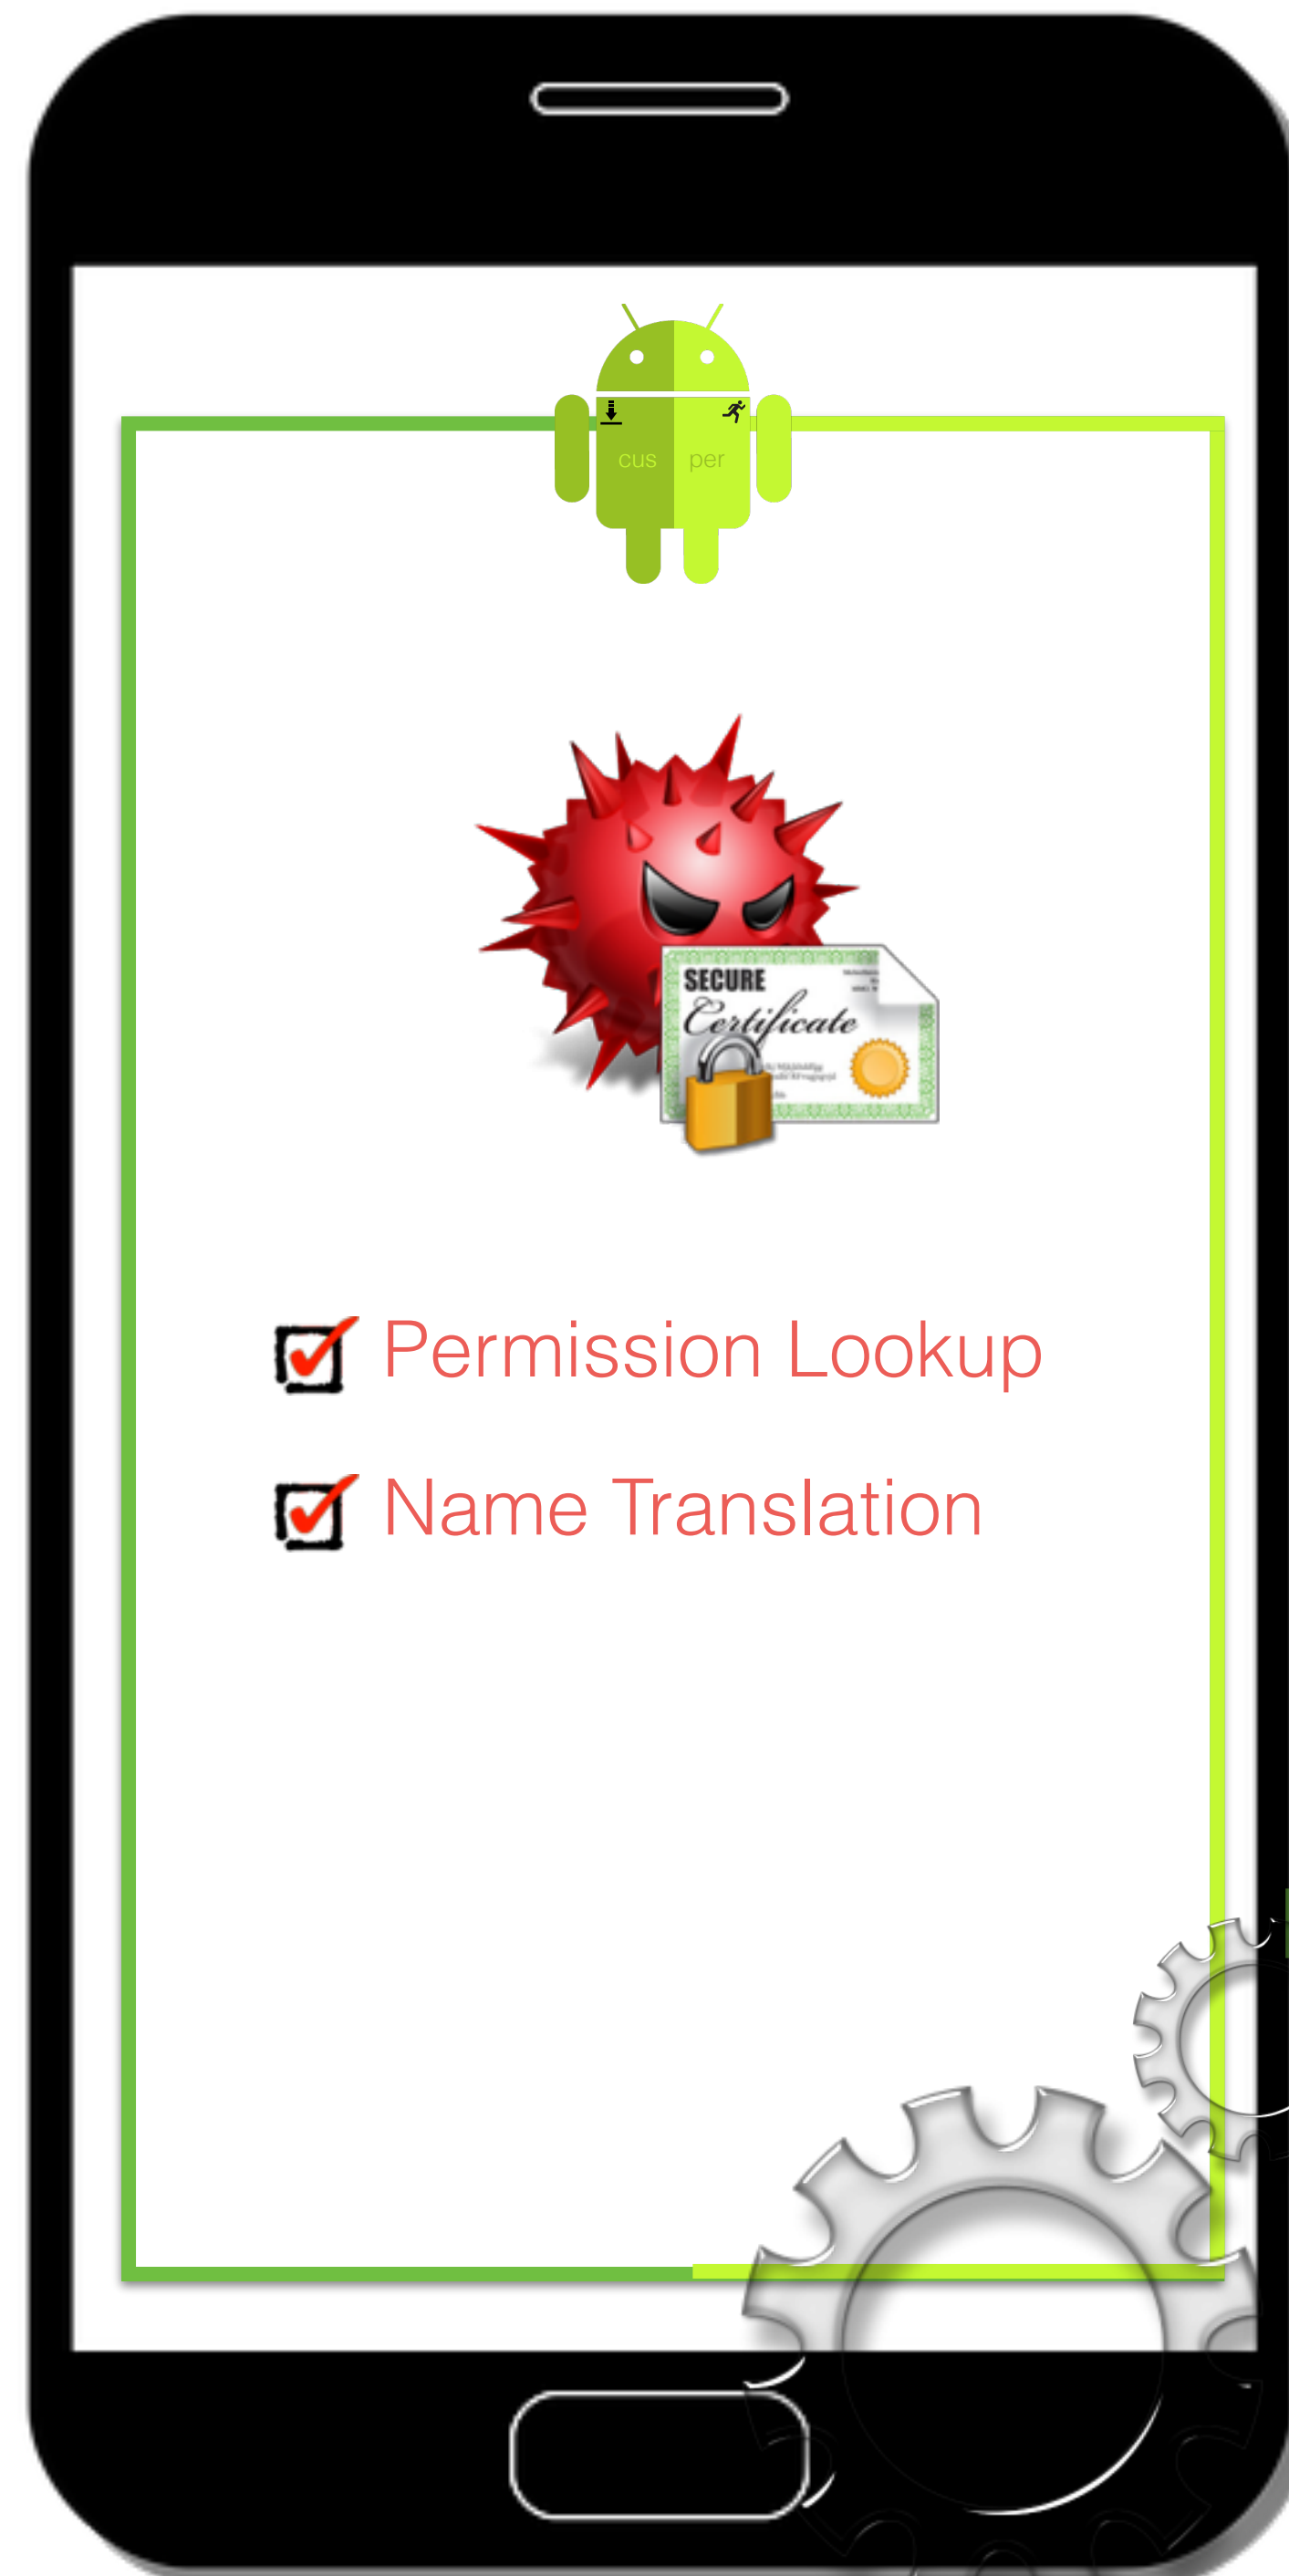 cus per
SECURE
Certificate
Permission Lookup
Name Translation